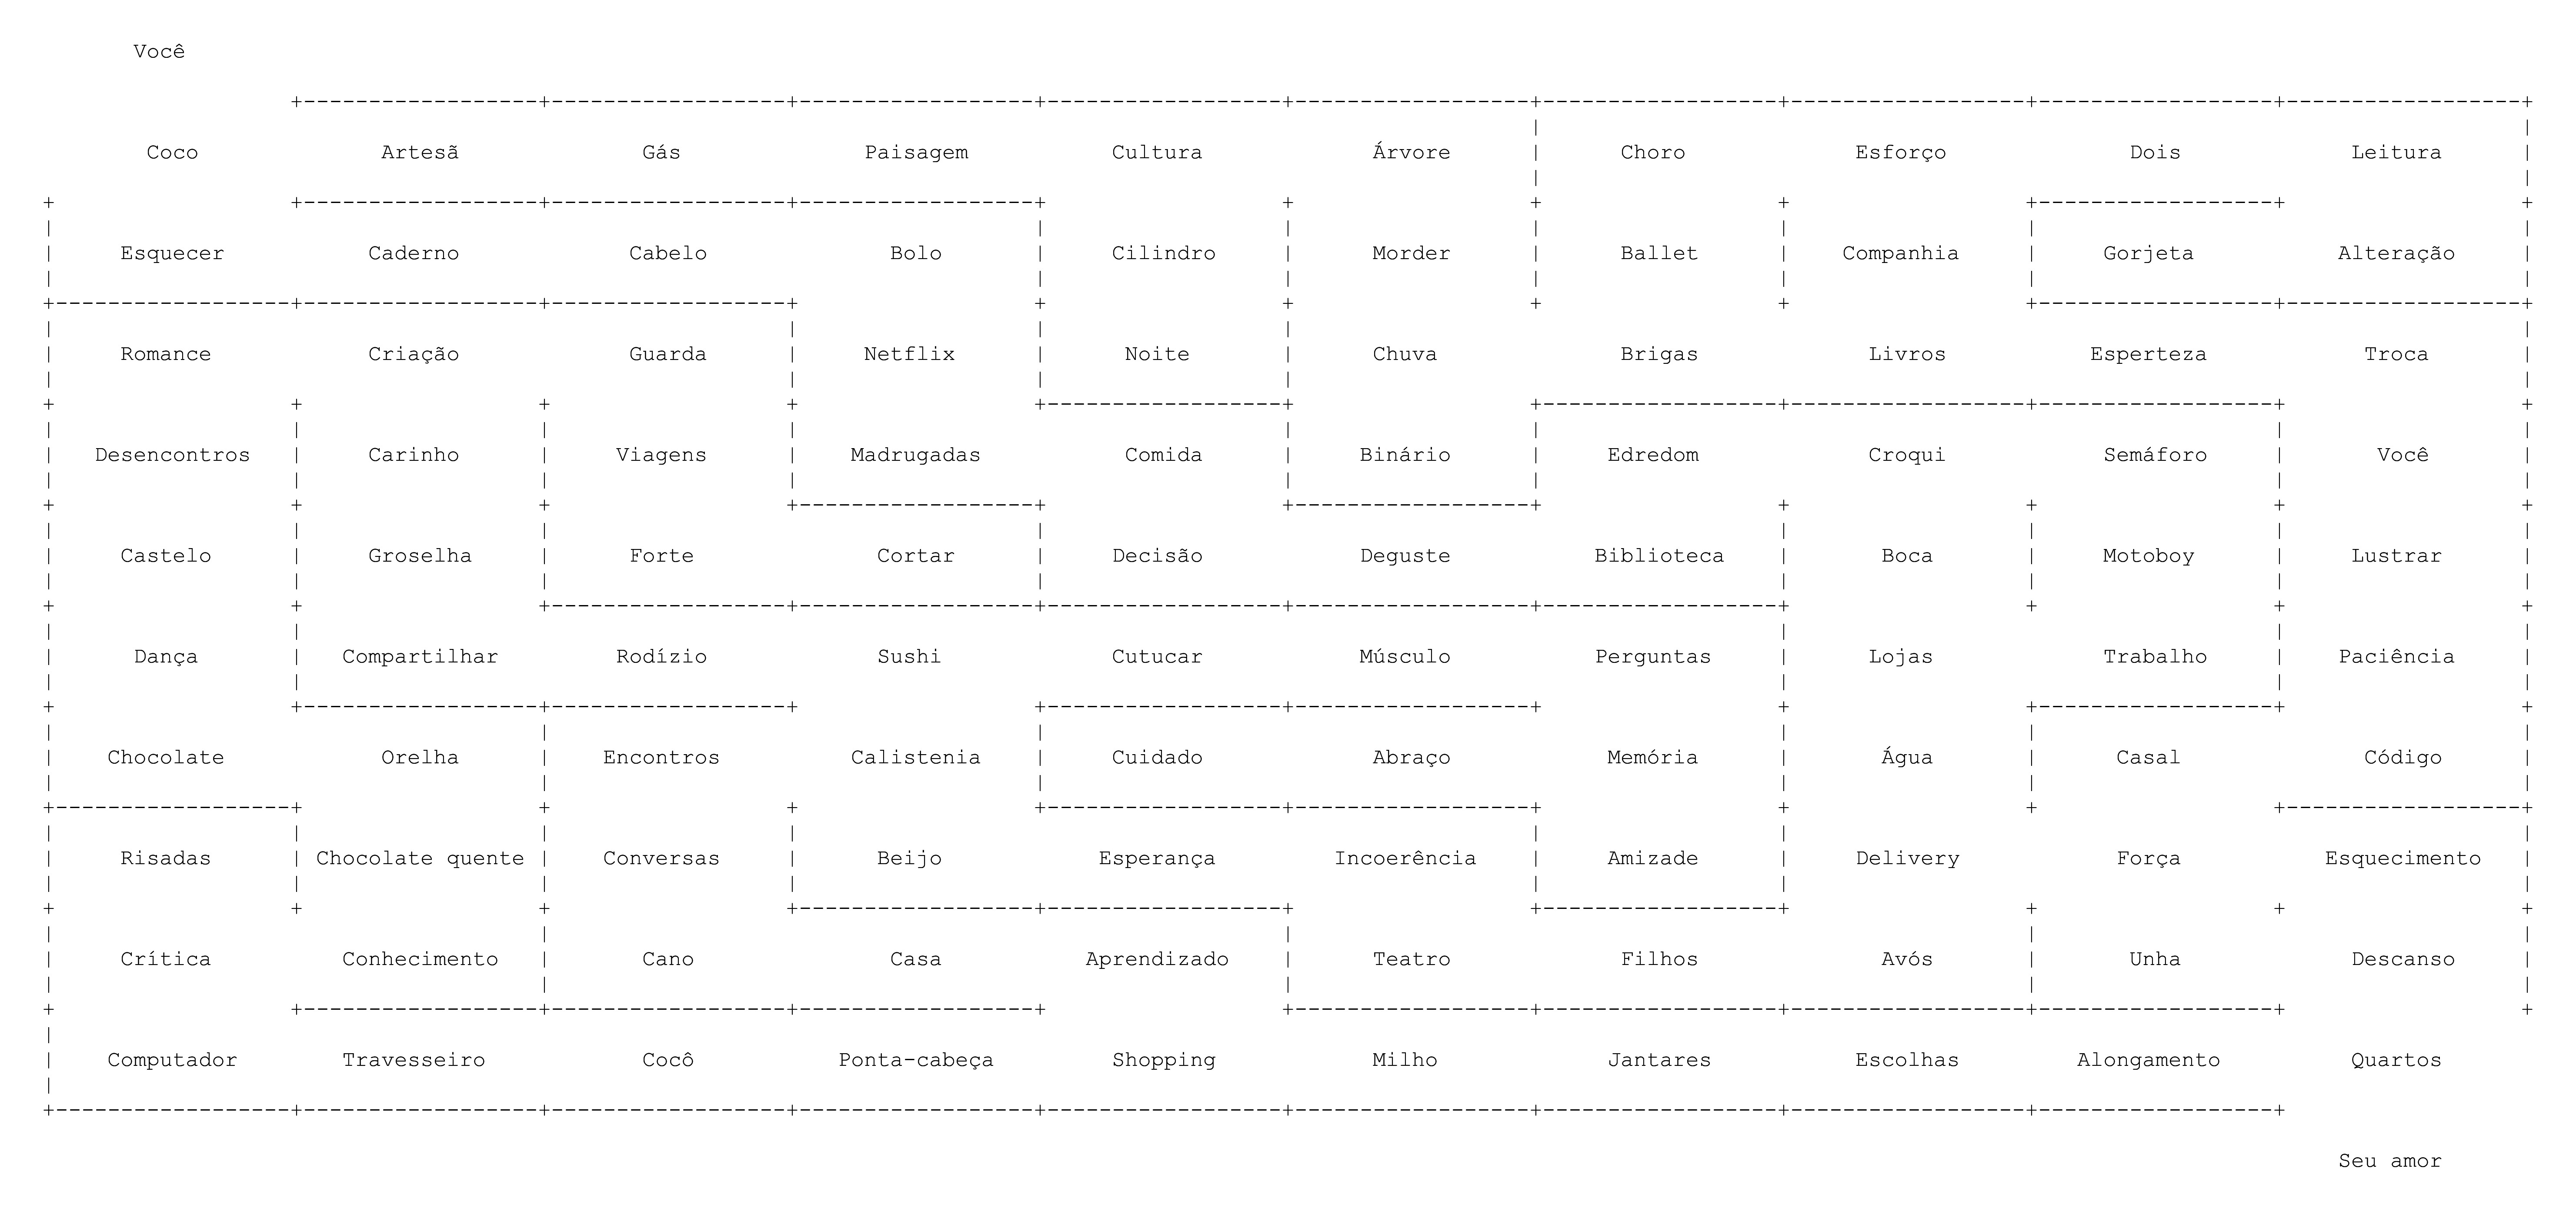 Você
Coco Artesã Gás Paisagem Cultura Árvore Choro Esforço Dois Leitura
Esquecer Caderno Cabelo Bolo Cilindro Morder Ballet Companhia Gorjeta Alteração
Romance Criação Guarda Netflix Noite Chuva Brigas Livros Esperteza Troca
Desencontros Carinho Viagens Madrugadas Comida Binário Edredom Croqui Semáforo Você
Castelo Groselha Forte Cortar Decisão Deguste Biblioteca Boca Motoboy Lustrar
Dança Compartilhar Rodízio Sushi Cutucar Músculo Perguntas Lojas Trabalho Paciência
Chocolate Orelha Encontros Calistenia Cuidado Abraço Memória Água Casal Código
Risadas Chocolate quente Conversas Beijo Esperança Incoerência Amizade Delivery Força Esquecimento
Crítica Conhecimento Cano Casa Aprendizado Teatro Filhos Avós Unha Descanso
Computador Travesseiro Cocô Ponta-cabeça Shopping Milho Jantares Escolhas Alongamento Quartos
Seu amor